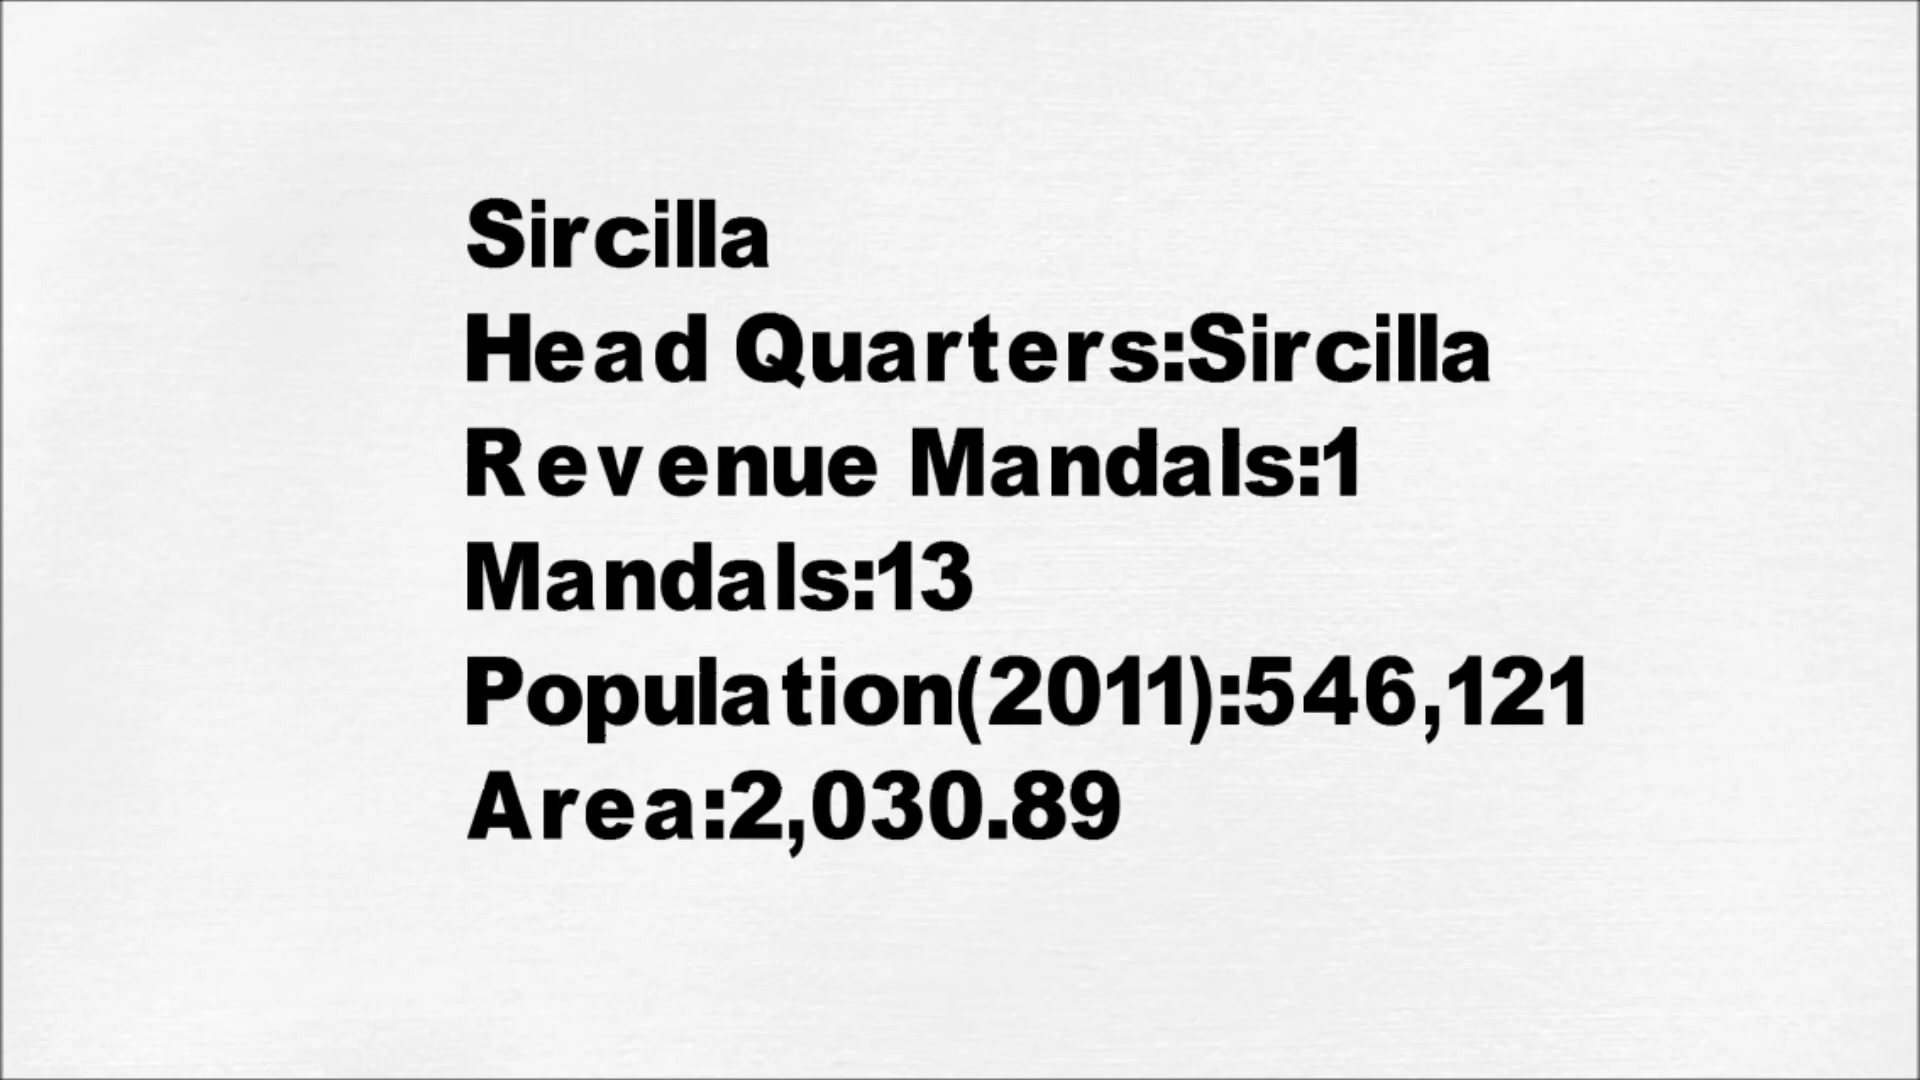 Sircilla
Head Quarters:Sircilla
Revenue Mandals:1
Mandals:13
Population(2011):546,121
Area:2,030.89